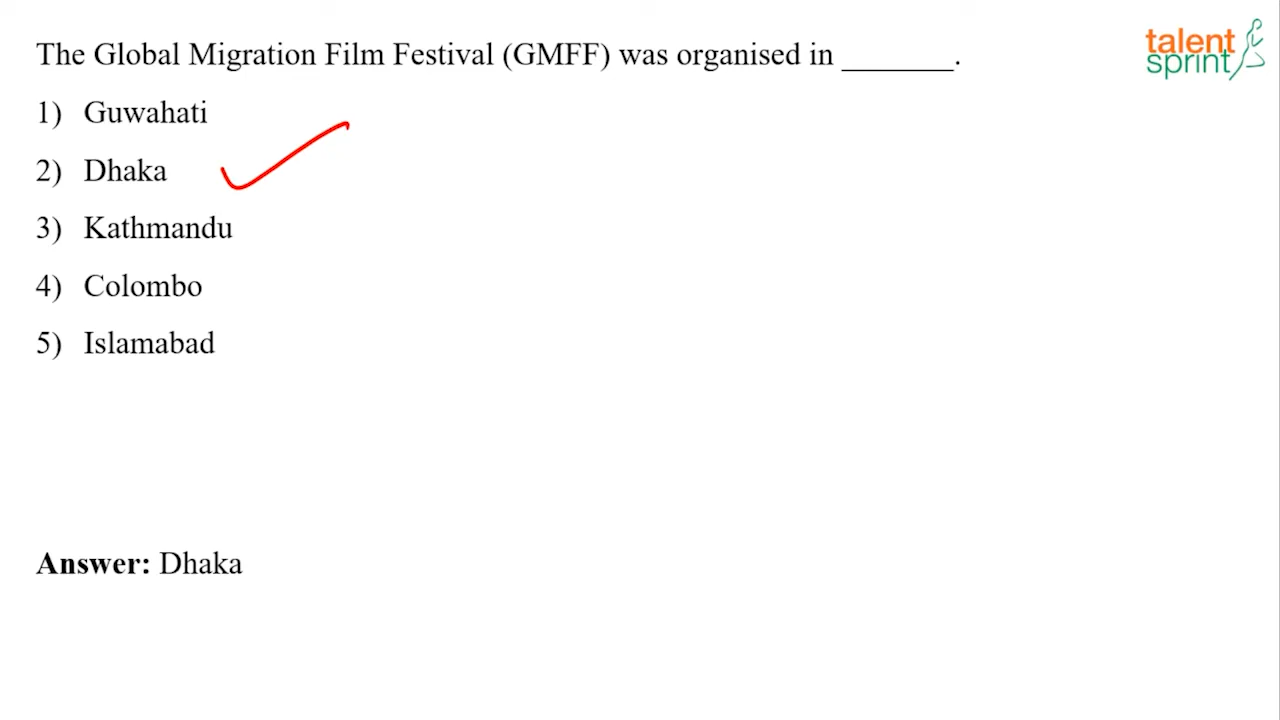 The Global Migration Film Festival (GMFF) was organised in _______.
talent
sprint
1) Guwahati
2) Dhaka
3) Kathmandu
4) Colombo
5) Islamabad
Answer: Dhaka